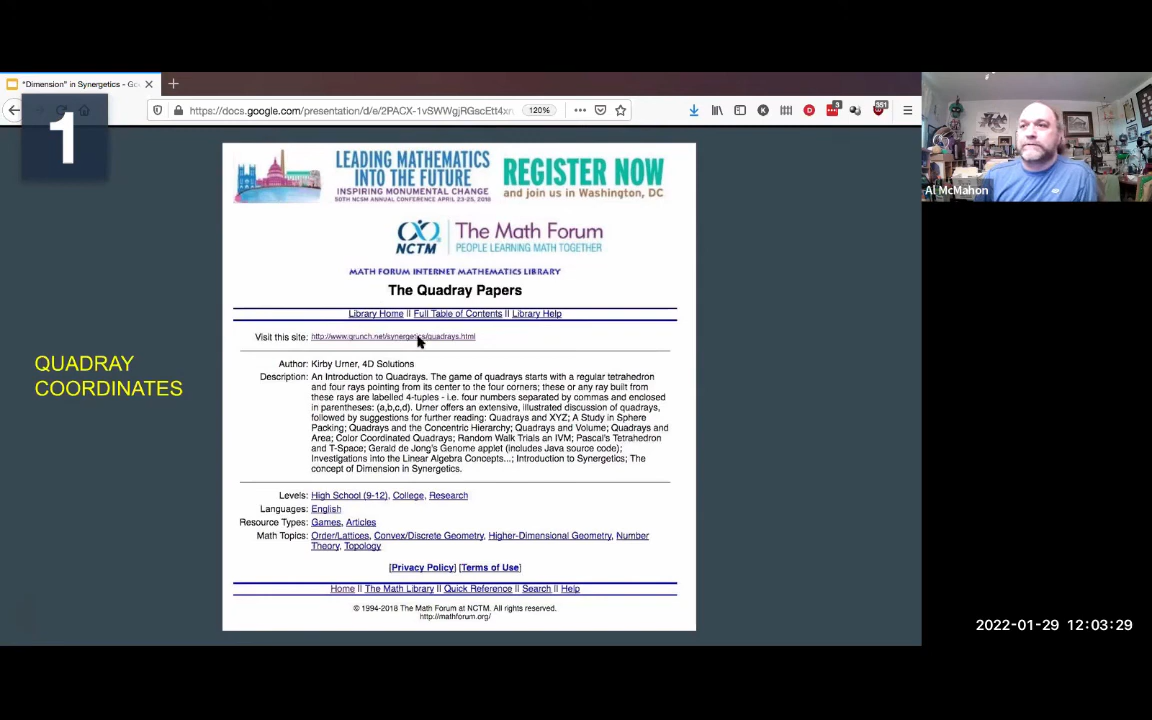 "Dimension" in Synergetics - Go
https://docs.google.com/presentation/d/e/2PACX-1vSWWgjRGscEtt4xr
120%
3
551
1
LEADING MATHEMATICS
INTO THE FUTURE
INSPIRING MONUMENTAL CHANGE
50TH NCSM ANNUAL CONFERENCE APRIL 23-25, 2018
REGISTER NOW
and join us in Washington, DC
Al McMahon
NCTM
The Math Forum
PEOPLE LEARNING MATH TOGETHER
MATH FORUM INTERNET MATHEMATICS LIBRARY
The Quadray Papers
Library Home || Full Table of Contents || Library Help
Visit this site: http://www.grunch.net/synergetics/quadrays.html
QUADRAY
COORDINATES
Author: Kirby Urner, 4D Solutions
Description: An Introduction to Quadrays. The game of quadrays starts with a regular tetrahedron
and four rays pointing from its center to the four corners; these or any ray built from
these rays are labelled 4-tuples - i.e. four numbers separated by commas and enclosed
in parentheses: (a,b,c,d). Urner offers an extensive, illustrated discussion of quadrays,
followed by suggestions for further reading: Quadrays and XYZ; A Study in Sphere
Packing; Quadrays and the Concentric Hierarchy; Quadrays and Volume; Quadrays and
Area; Color Coordinated Quadrays; Random Walk Trials an IVM; Pascal's Tetrahedron
and T-Space; Gerald de Jong's Genome applet (includes Java source code);
Investigations into the Linear Algebra Concepts...; Introduction to Synergetics; The
concept of Dimension in Synergetics.
Levels: High School (9-12), College, Research
Languages: English
Resource Types: Games, Articles
Math Topics: Order/Lattices, Convex/Discrete Geometry, Higher-Dimensional Geometry, Number
Theory, Topology
[Privacy Policy] [Terms of Use]
Home || The Math Library || Quick Reference || Search || Help
© 1994-2018 The Math Forum at NCTM. All rights reserved.
http://mathforum.org/
2022-01-29 12:03:29